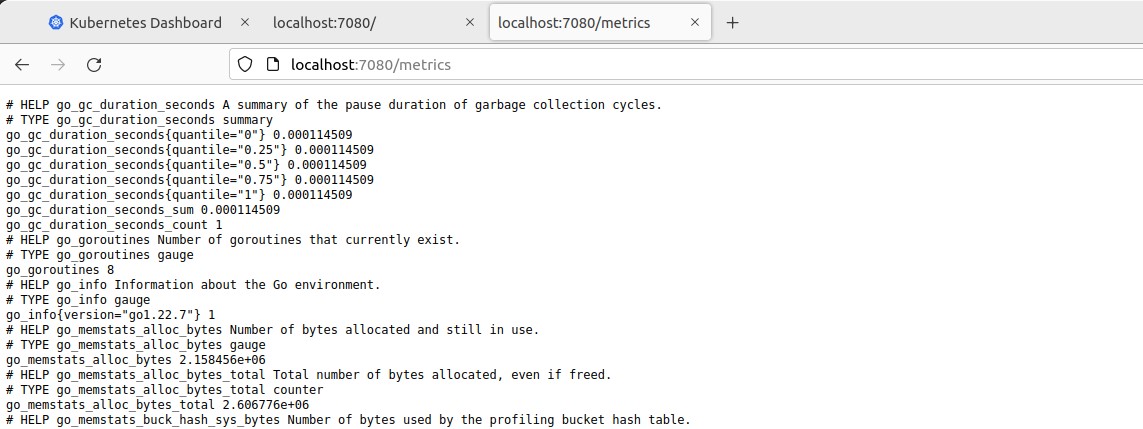 Kubernetes Dashboard
localhost:7080/
localhost:7080/metrics
localhost:7080/metrics
# HELP go_gc_duration_seconds A summary of the pause duration of garbage collection cycles.
# TYPE go_gc_duration_seconds summary
go_gc_duration_seconds{quantile="0"} 0.000114509
go_gc_duration_seconds{quantile="0.25"} 0.000114509
go_gc_duration_seconds{quantile="0.5"} 0.000114509
go_gc_duration_seconds{quantile="0.75"} 0.000114509
go_gc_duration_seconds{quantile="1"} 0.000114509
go_gc_duration_seconds_sum 0.000114509
go_gc_duration_seconds_count 1
# HELP go_goroutines Number of goroutines that currently exist.
# TYPE go_goroutines gauge
go_goroutines 8
# HELP go_info Information about the Go environment.
# TYPE go_info gauge
go_info{version="go1.22.7"} 1
# HELP go_memstats_alloc_bytes Number of bytes allocated and still in use.
# TYPE go_memstats_alloc_bytes gauge
go_memstats_alloc_bytes 2.158456e+06
# HELP go_memstats_alloc_bytes_total Total number of bytes allocated, even if freed.
# TYPE go_memstats_alloc_bytes_total counter
go_memstats_alloc_bytes_total 2.606776e+06
# HELP go_memstats_buck_hash_sys_bytes Number of bytes used by the profiling bucket hash table.